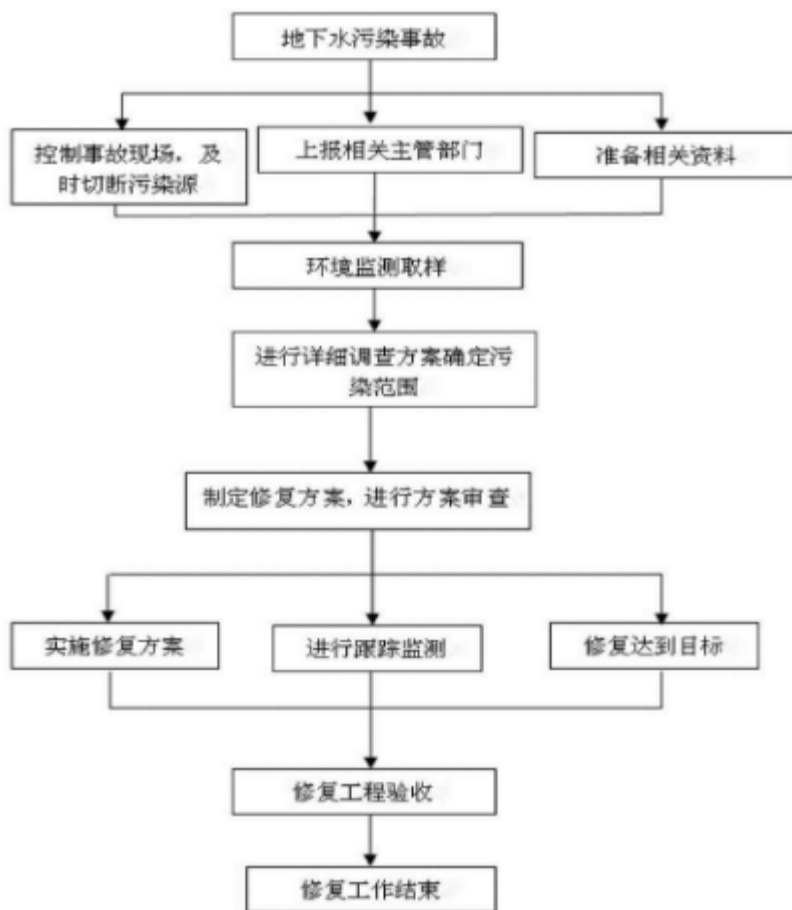 地下水污染事故
控制事故现场，及
时切断污染源
上报相关主管部门
准备相关资料
环境监测取样
进行详细调查方案确定污
染范围
制定修复方案，进行方案审查
实施修复方案
进行跟踪监测
修复达到目标
修复工程验收
修复工作结束